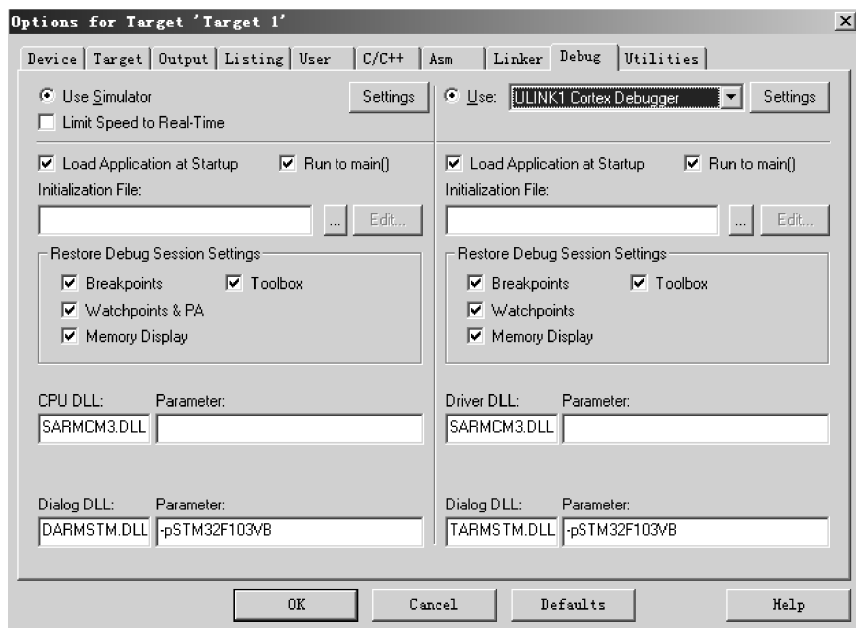 Options for Target 'Target 1'
Device Target Output Listing User C/C++ Asm Linker Debug Utilities
Use Simulator Settings Use: ULINK1 Cortex Debugger Settings
Limit Speed to Real-Time
Load Application at Startup Run to main() Load Application at Startup Run to main()
Initialization File: Initialization File:
... Edit... ... Edit...
Restore Debug Session Settings Restore Debug Session Settings
Breakpoints Toolbox Breakpoints Toolbox
Watchpoints & PA Watchpoints
Memory Display Memory Display
CPU DLL: Parameter: Driver DLL: Parameter:
SARMCM3.DLL SARMCM3.DLL
Dialog DLL: Parameter: Dialog DLL: Parameter:
DARMSTM.DLL -pSTM32F103VB TARMSTM.DLL -pSTM32F103VB
OK Cancel Defaults Help